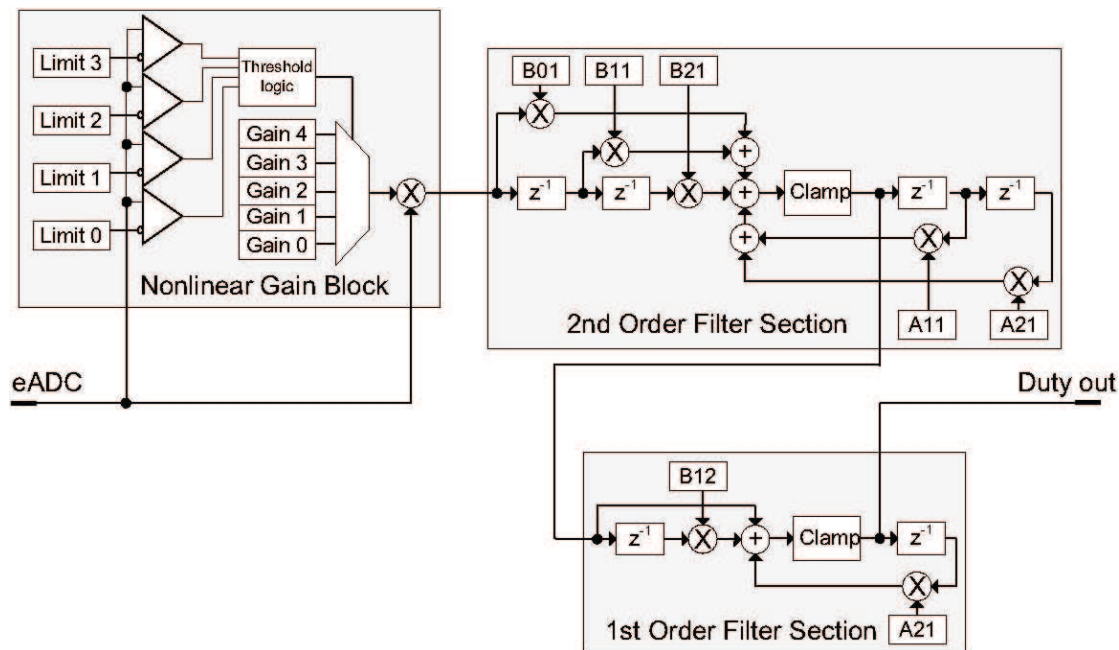 Limit 3
Limit 2
Limit 1
Limit 0
Threshold
logic
Gain 4
Gain 3
Gain 2
Gain 1
Gain 0
X
Nonlinear Gain Block
eADC
B01
B11
B21
X
X
X
z⁻¹
z⁻¹
+
+
+
Clamp
z⁻¹
z⁻¹
X
X
A11
A21
2nd Order Filter Section
Duty out
B12
z⁻¹
X
+
Clamp
z⁻¹
X
A21
1st Order Filter Section